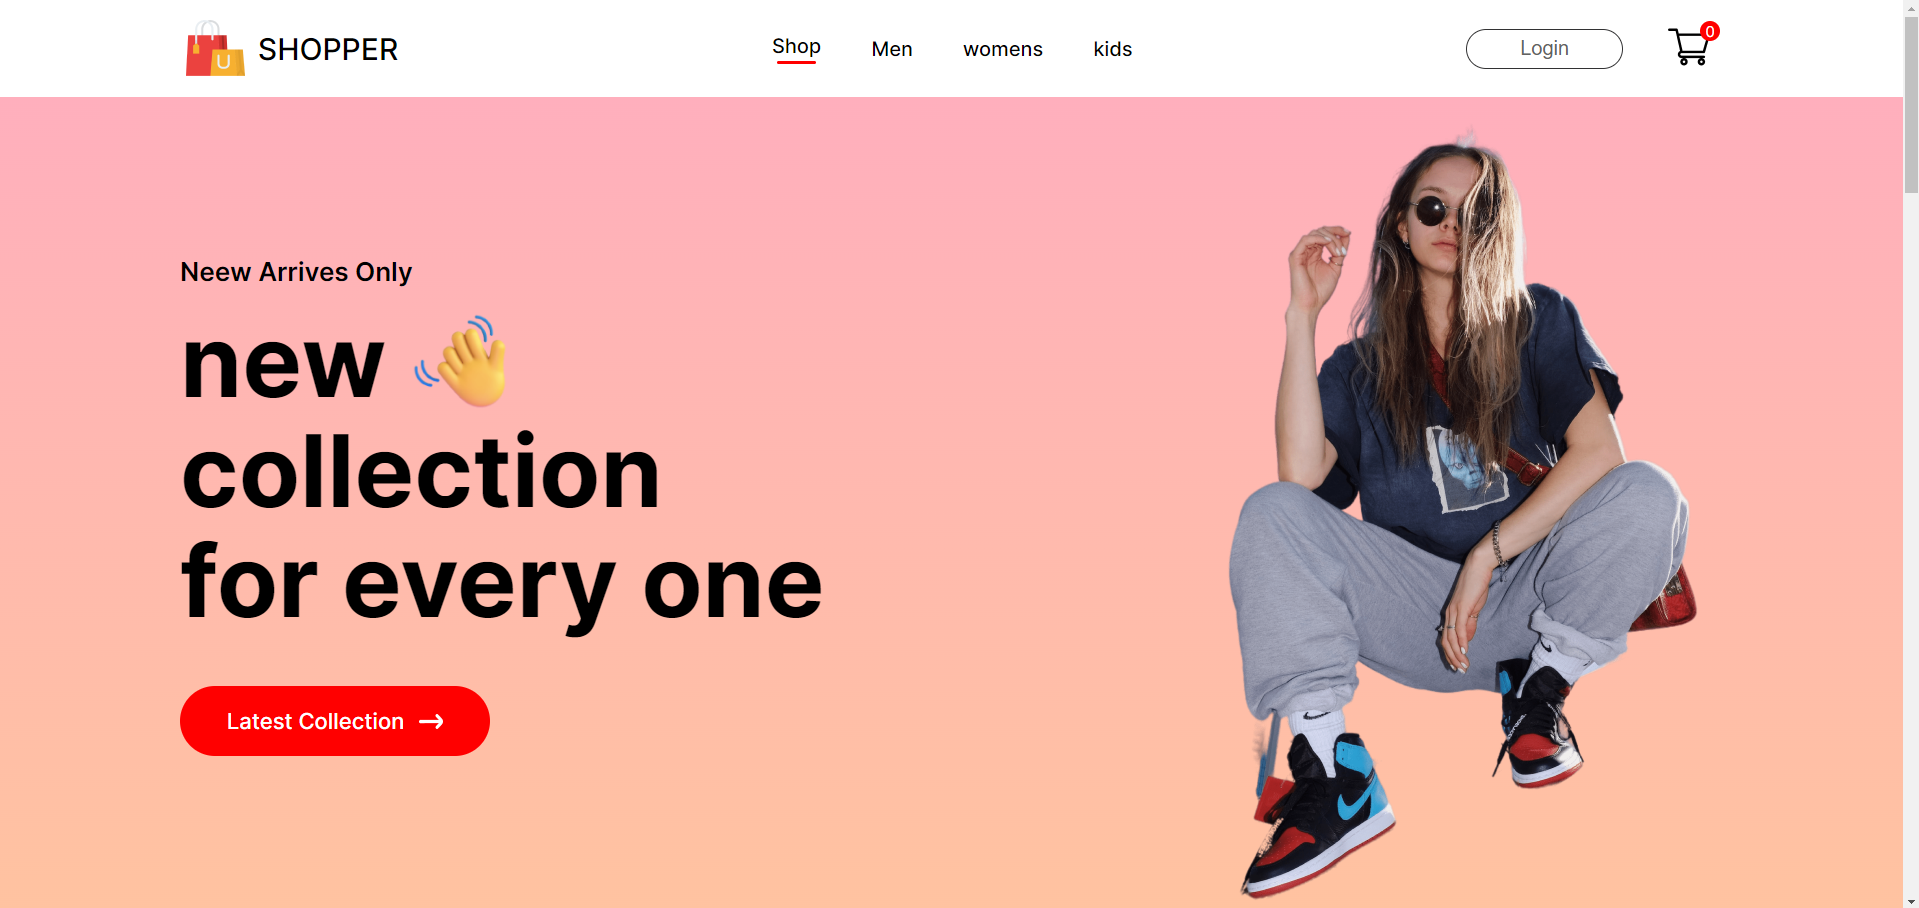 SHOPPER
Shop
Men
womens
kids
Login
0
Neew Arrives Only
new 👋
collection
for every one
Latest Collection →
U